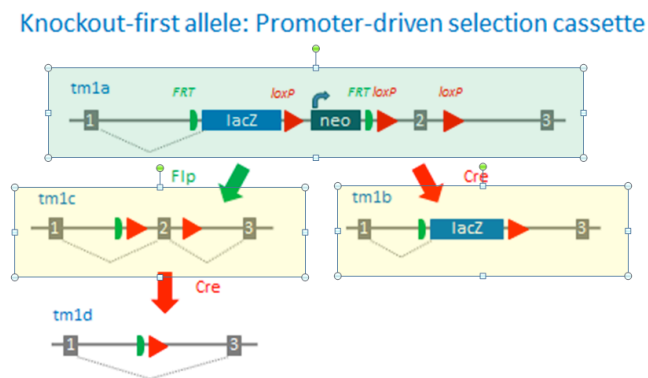 Knockout-first allele: Promoter-driven selection cassette
tm1a
FRT loxP FRT loxP loxP
1 lacZ neo 2 3
Flp Cre
tm1c
1 2 3
tm1b
1 lacZ 3
Cre
tm1d
1 3